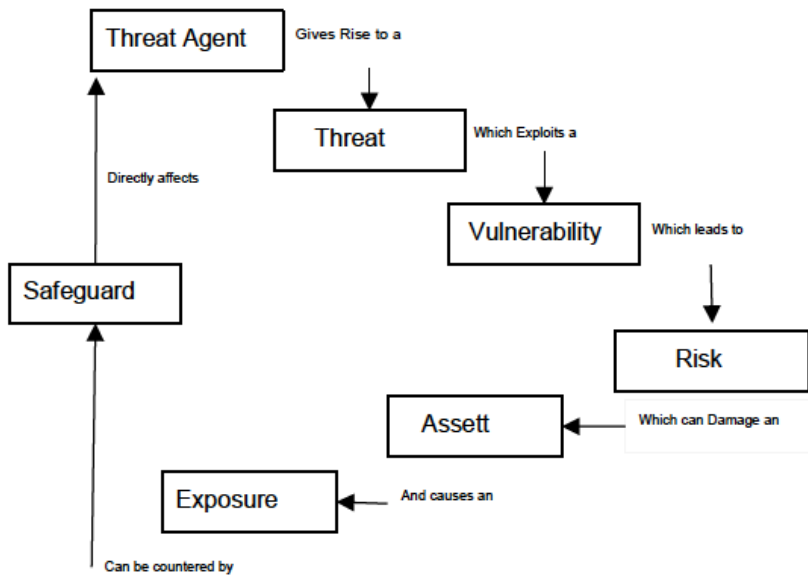 Threat Agent
Gives Rise to a
Threat
Which Exploits a
Vulnerability
Which leads to
Risk
Which can Damage an
Assett
And causes an
Exposure
Can be countered by
Safeguard
Directly affects